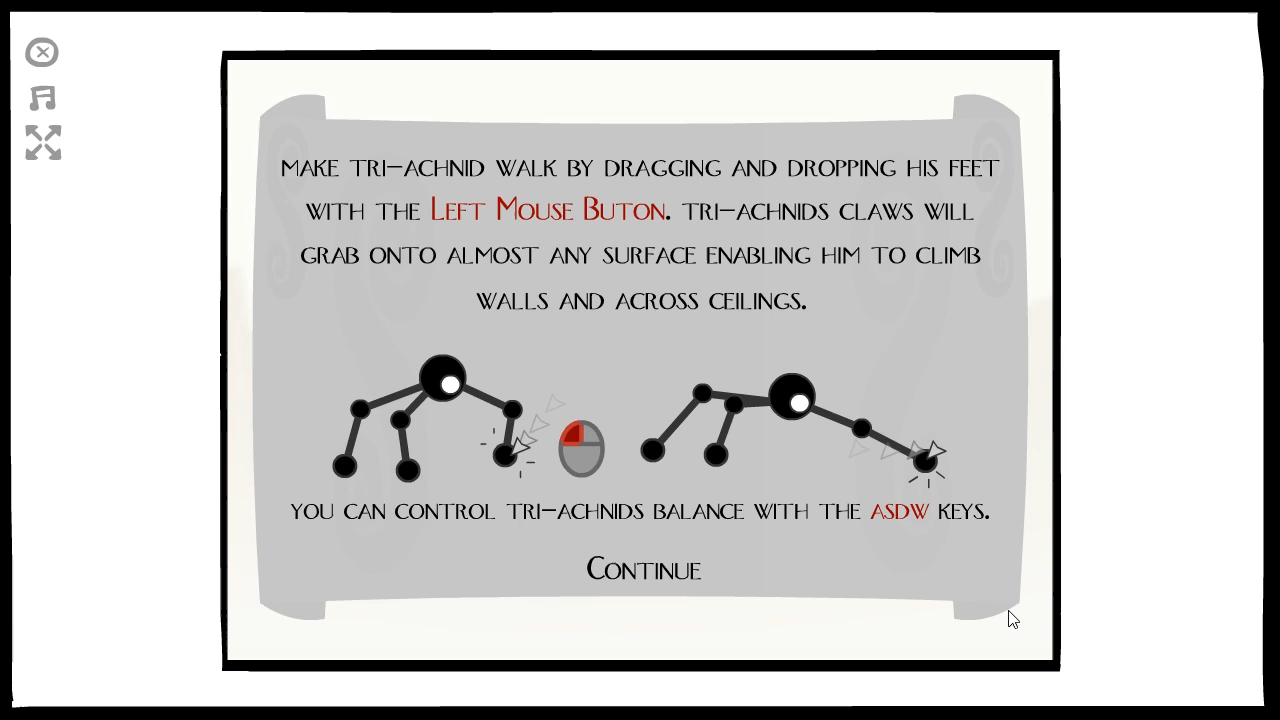 MAKE TRI-ACHNID WALK BY DRAGGING AND DROPPING HIS FEET
WITH THE LEFT MOUSE BUTON. TRI-ACHNIDS CLAWS WILL
GRAB ONTO ALMOST ANY SURFACE ENABLING HIM TO CLIMB
WALLS AND ACROSS CEILINGS.
YOU CAN CONTROL TRI-ACHNIDS BALANCE WITH THE ASDW KEYS.
CONTINUE